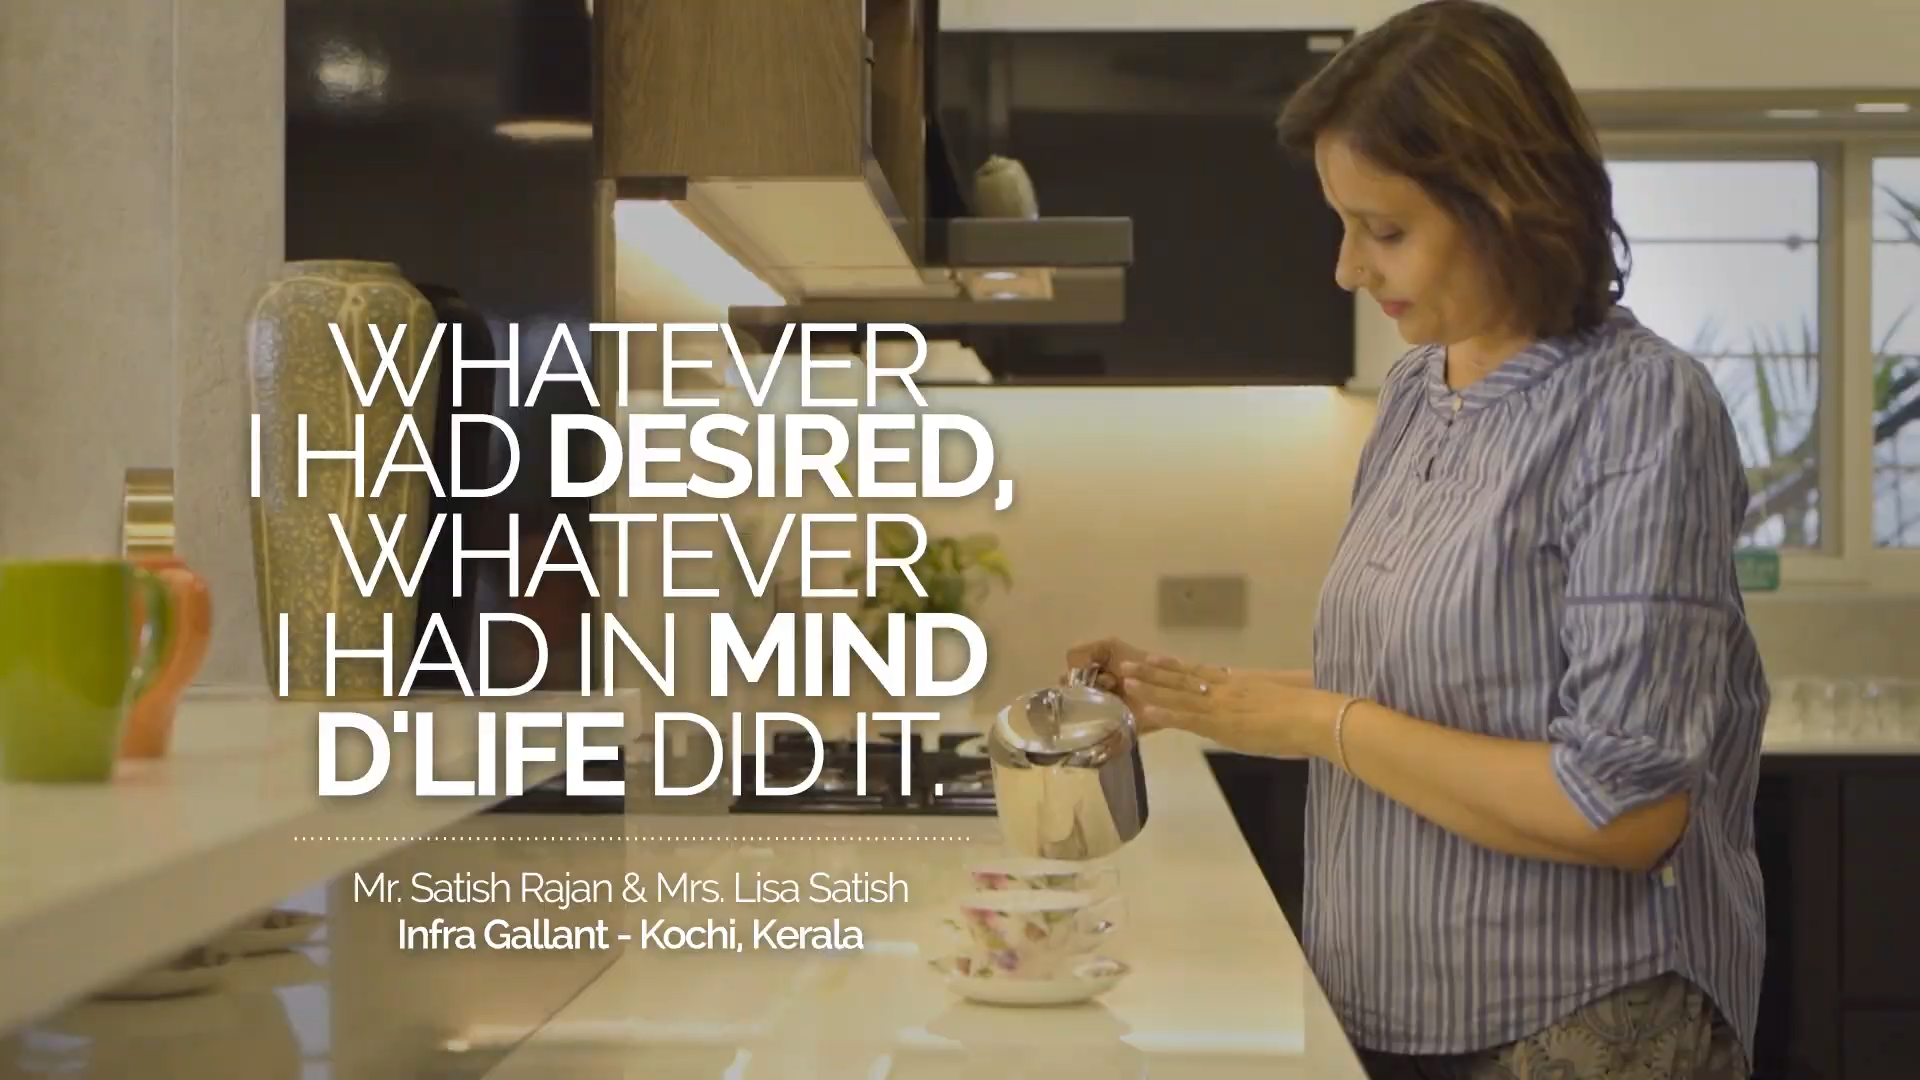 WHATEVER
I HAD DESIRED,
WHATEVER
I HAD IN MIND
D'LIFE DID IT.
Mr. Satish Rajan & Mrs. Lisa Satish
Infra Gallant - Kochi, Kerala